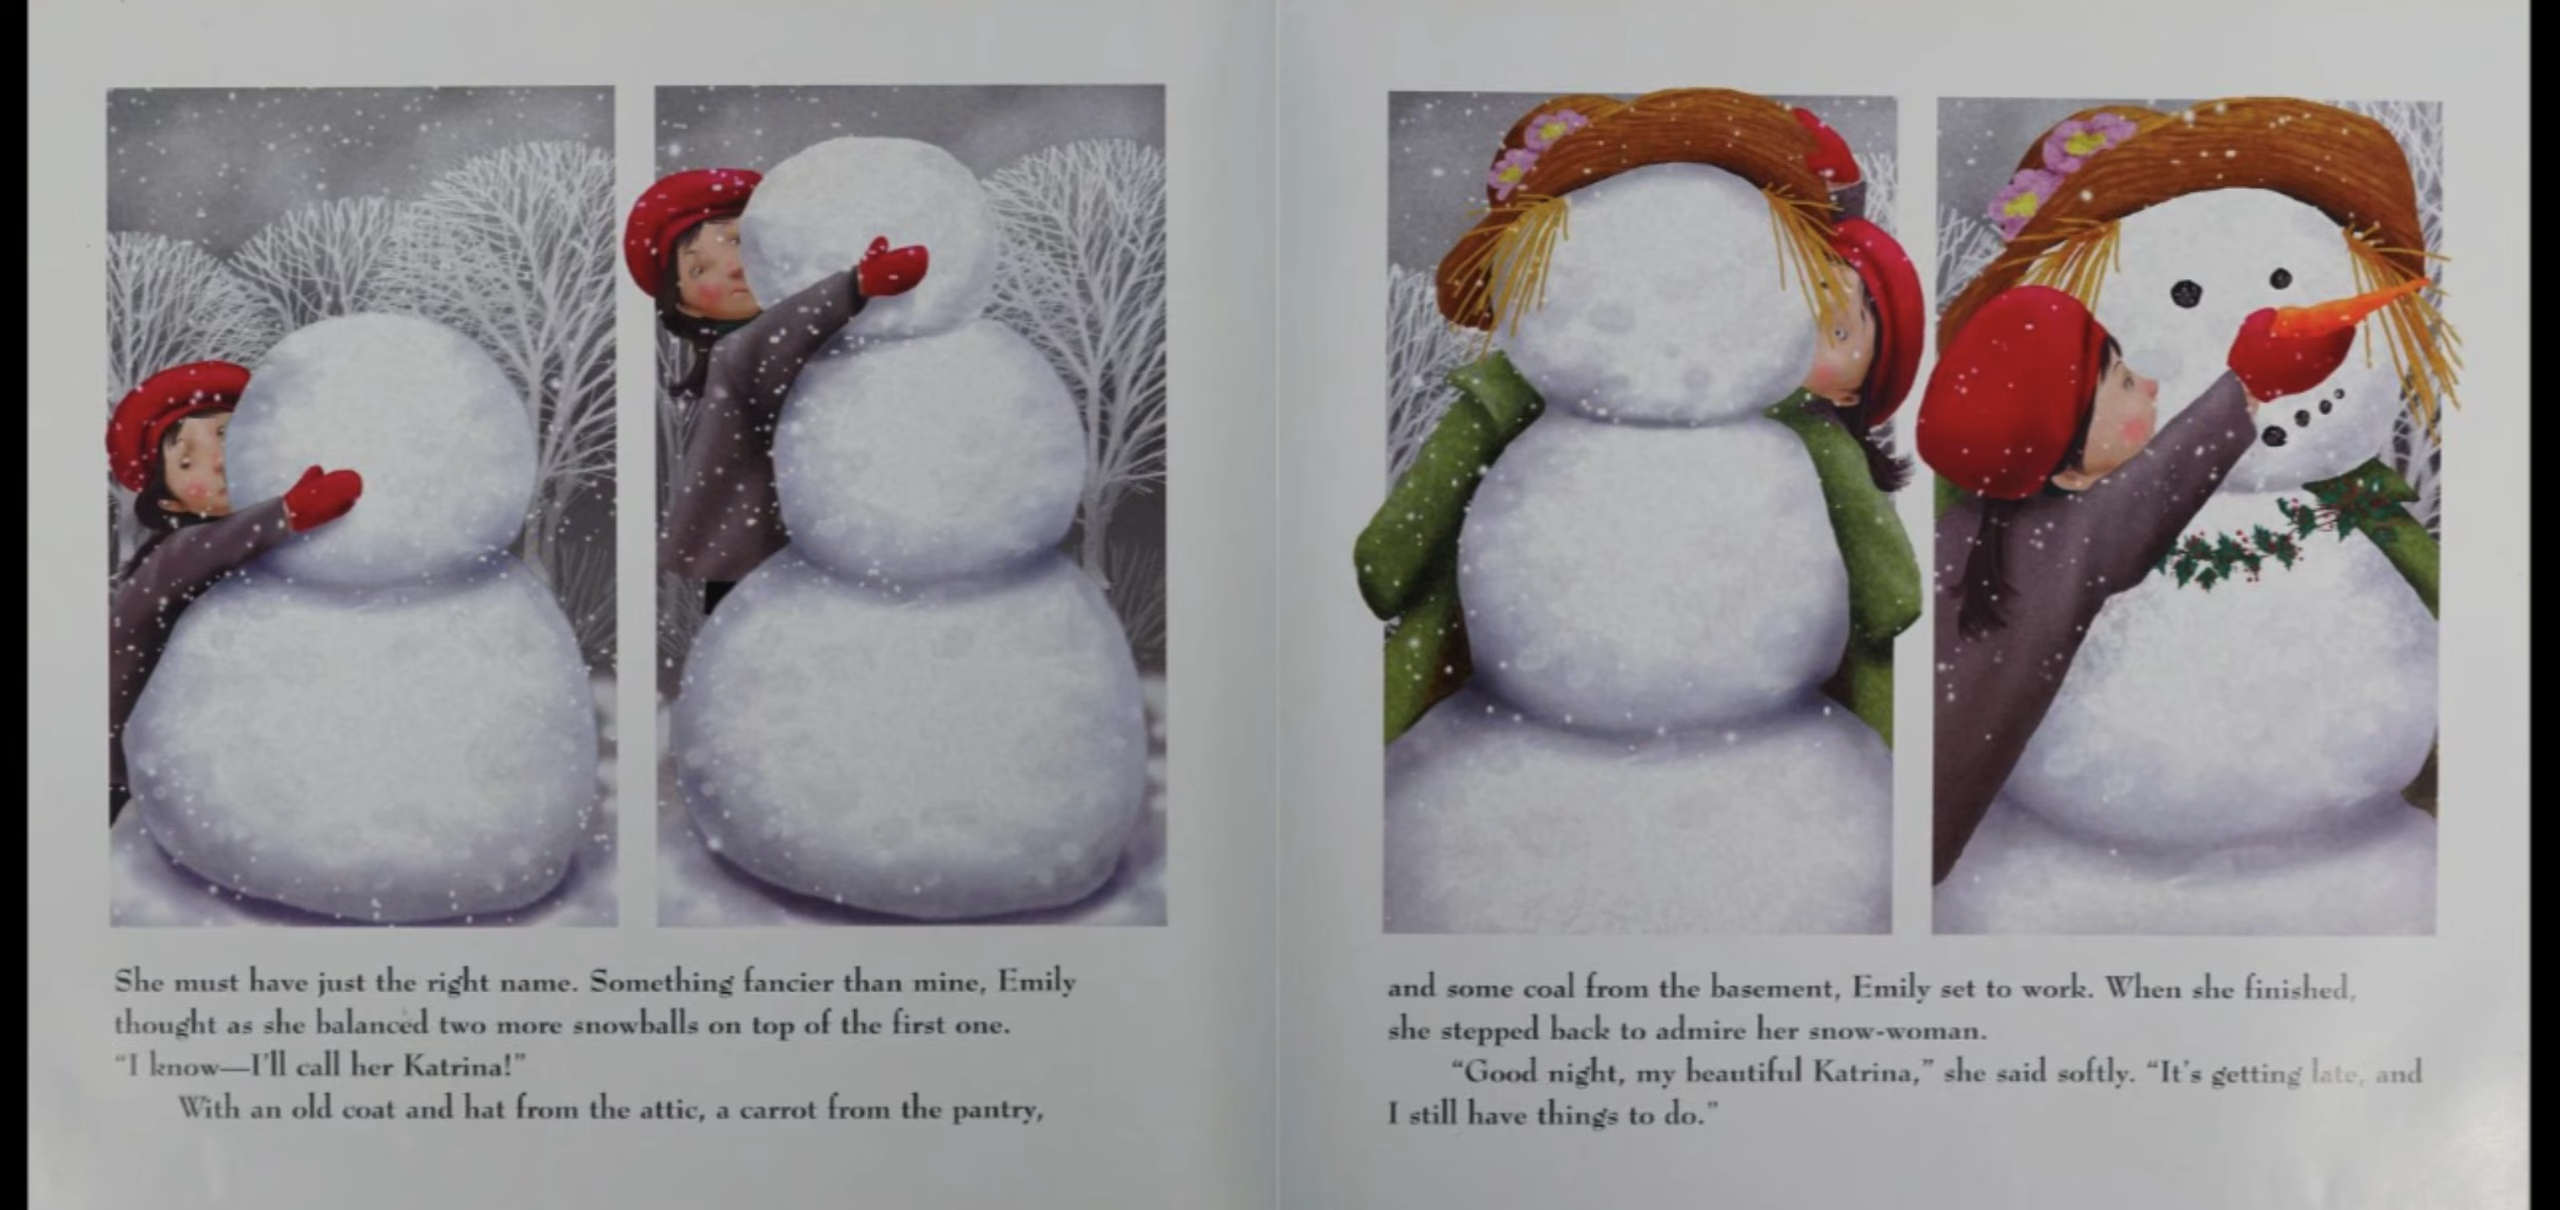 She must have just the right name. Something fancier than mine, Emily
thought as she balanced two more snowballs on top of the first one.
“I know—I’ll call her Katrina!”
With an old coat and hat from the attic, a carrot from the pantry,
and some coal from the basement, Emily set to work. When she finished,
she stepped back to admire her snow-woman.
“Good night, my beautiful Katrina,” she said softly. “It’s getting late, and
I still have things to do.”